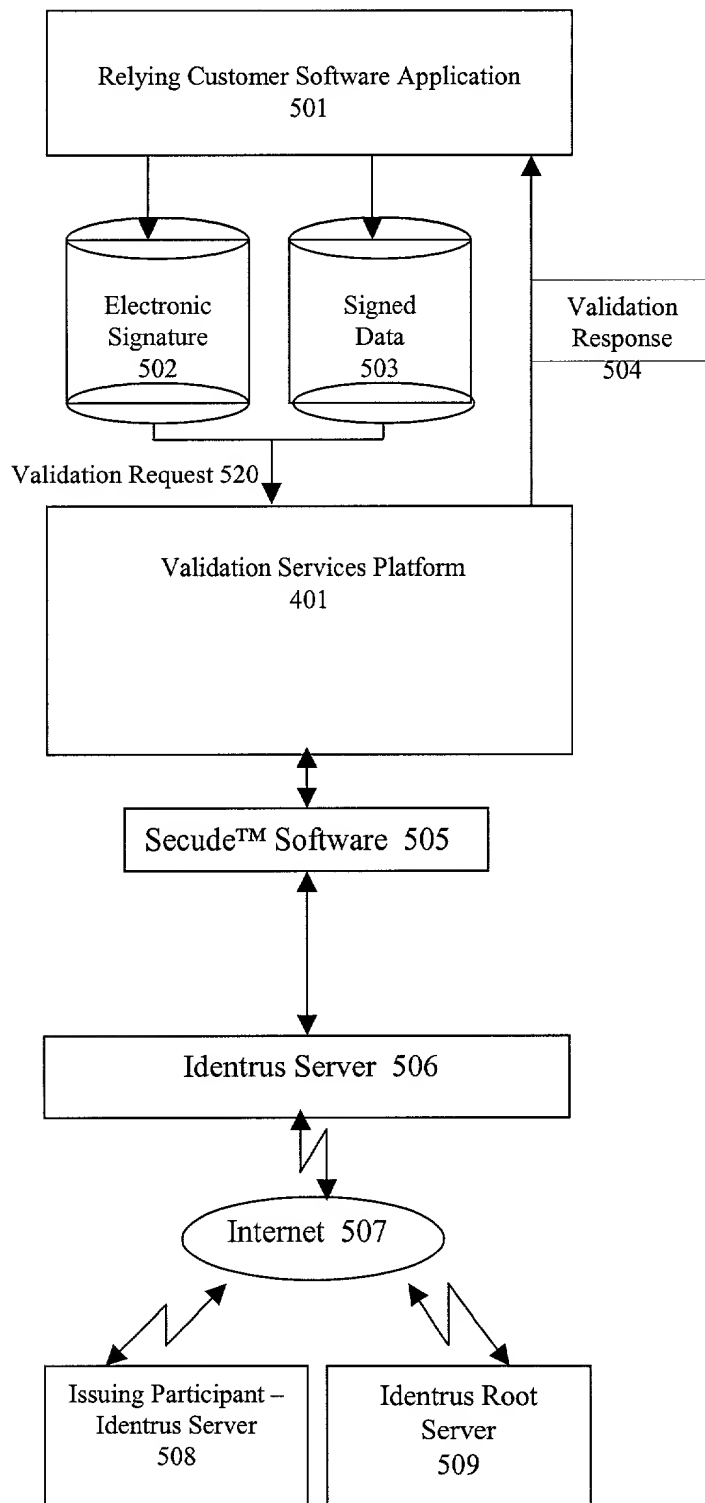 Relying Customer Software Application
501
Electronic
Signature
502
Signed
Data
503
Validation
Response
504
Validation Request 520
Validation Services Platform
401
Secude™ Software 505
Identrus Server 506
Internet 507
Issuing Participant –
Identrus Server
508
Identrus Root
Server
509